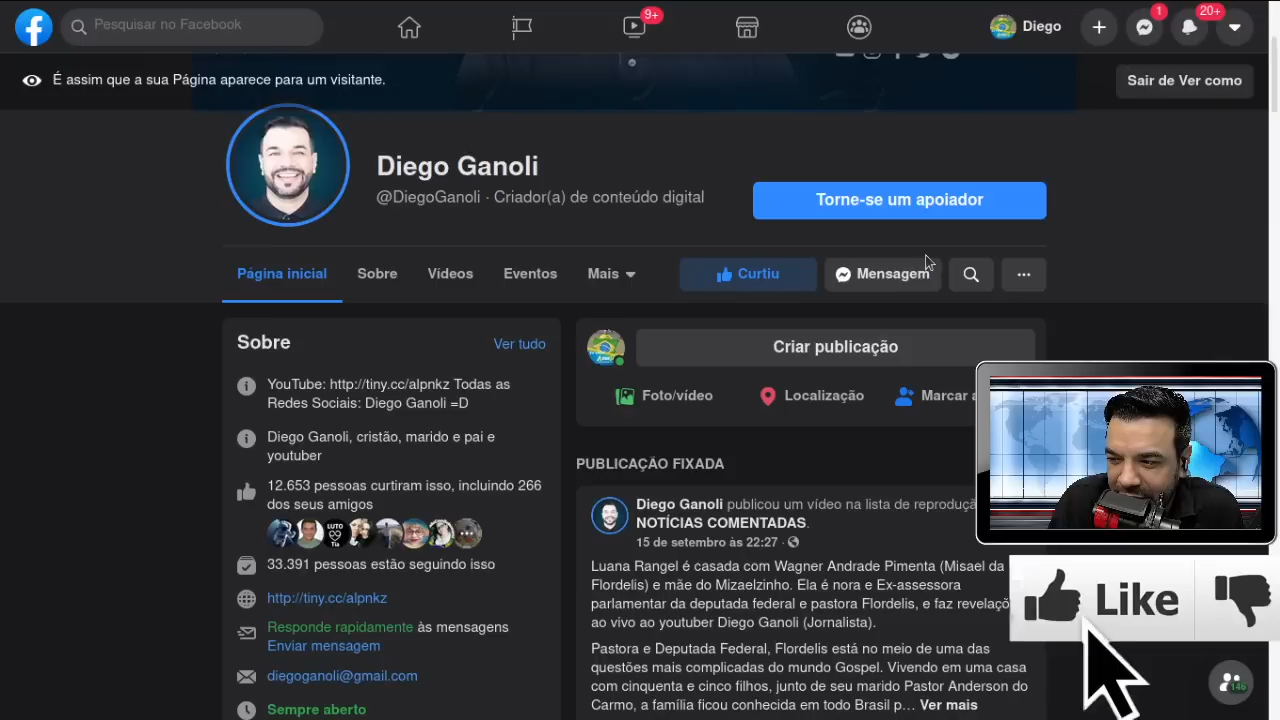 Pesquisar no Facebook
9+
Diego
1
20+
É assim que a sua Página aparece para um visitante.
Sair de Ver como
Diego Ganoli
@DiegoGanoli · Criador(a) de conteúdo digital
Torne-se um apoiador
Página inicial
Sobre
Vídeos
Eventos
Mais
Curtiu
Mensagem
Sobre
Ver tudo
YouTube: http://tiny.cc/alpnkz Todas as
Redes Sociais: Diego Ganoli =D
Diego Ganoli, cristão, marido e pai e
youtuber
12.653 pessoas curtiram isso, incluindo 266
dos seus amigos
LUTO
Tia
33.391 pessoas estão seguindo isso
http://tiny.cc/alpnkz
Responde rapidamente às mensagens
Enviar mensagem
diegoganoli@gmail.com
Sempre aberto
Criar publicação
Foto/vídeo
Localização
Marcar a
PUBLICAÇÃO FIXADA
Diego Ganoli publicou um vídeo na lista de reproduç
NOTÍCIAS COMENTADAS.
15 de setembro às 22:27 ·
Luana Rangel é casada com Wagner Andrade Pimenta (Misael da
Flordelis) e mãe do Mizaelzinho. Ela é nora e Ex-assessora
parlamentar da deputada federal e pastora Flordelis, e faz revelaçõ
ao vivo ao youtuber Diego Ganoli (Jornalista).
Pastora e Deputada Federal, Flordelis está no meio de uma das
questões mais complicadas do mundo Gospel. Vivendo em uma casa
com cinquenta e cinco filhos, junto de seu marido Pastor Anderson do
Carmo, a família ficou conhecida em todo Brasil p... Ver mais
Like
146